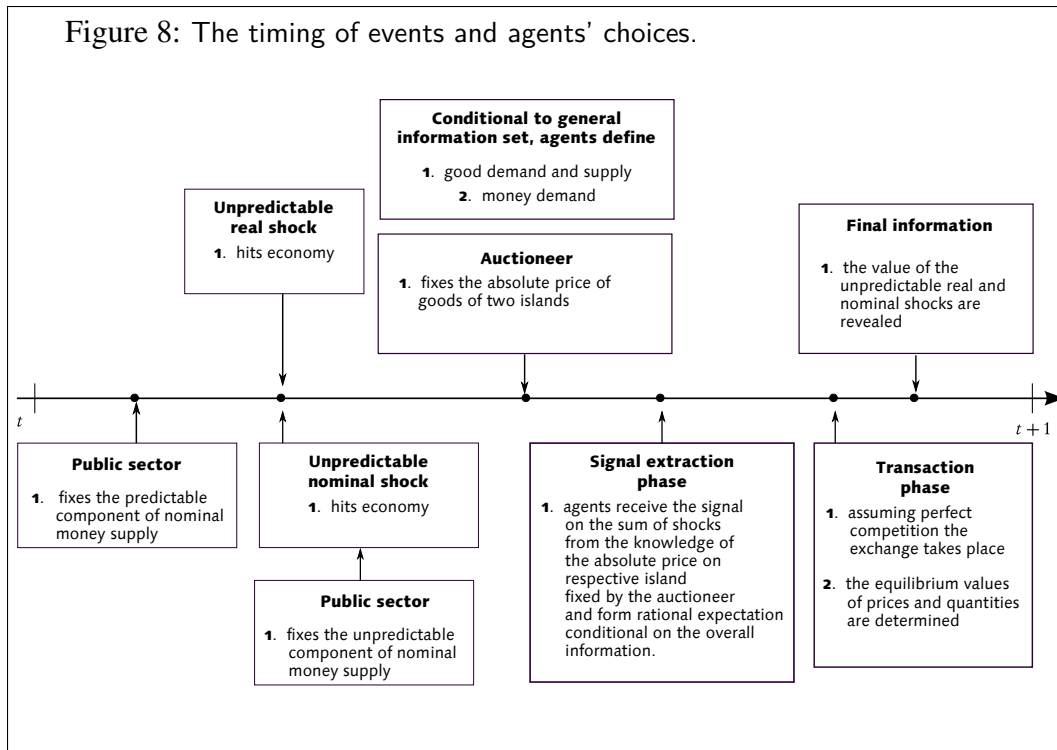 Figure 8: The timing of events and agents' choices.
Conditional to general
information set, agents define
1. good demand and supply
2. money demand
Unpredictable
real shock
1. hits economy
Auctioneer
1. fixes the absolute price of
goods of two islands
Final information
1. the value of the
unpredictable real and
nominal shocks are
revealed
t
t + 1
Public sector
1. fixes the predictable
component of nominal
money supply
Unpredictable
nominal shock
1. hits economy
Public sector
1. fixes the unpredictable
component of nominal
money supply
Signal extraction
phase
1. agents receive the signal
on the sum of shocks
from the knowledge of
the absolute price on
respective island
fixed by the auctioneer
and form rational expectation
conditional on the overall
information.
Transaction
phase
1. assuming perfect
competition the
exchange takes place
2. the equilibrium values
of prices and quantities
are determined